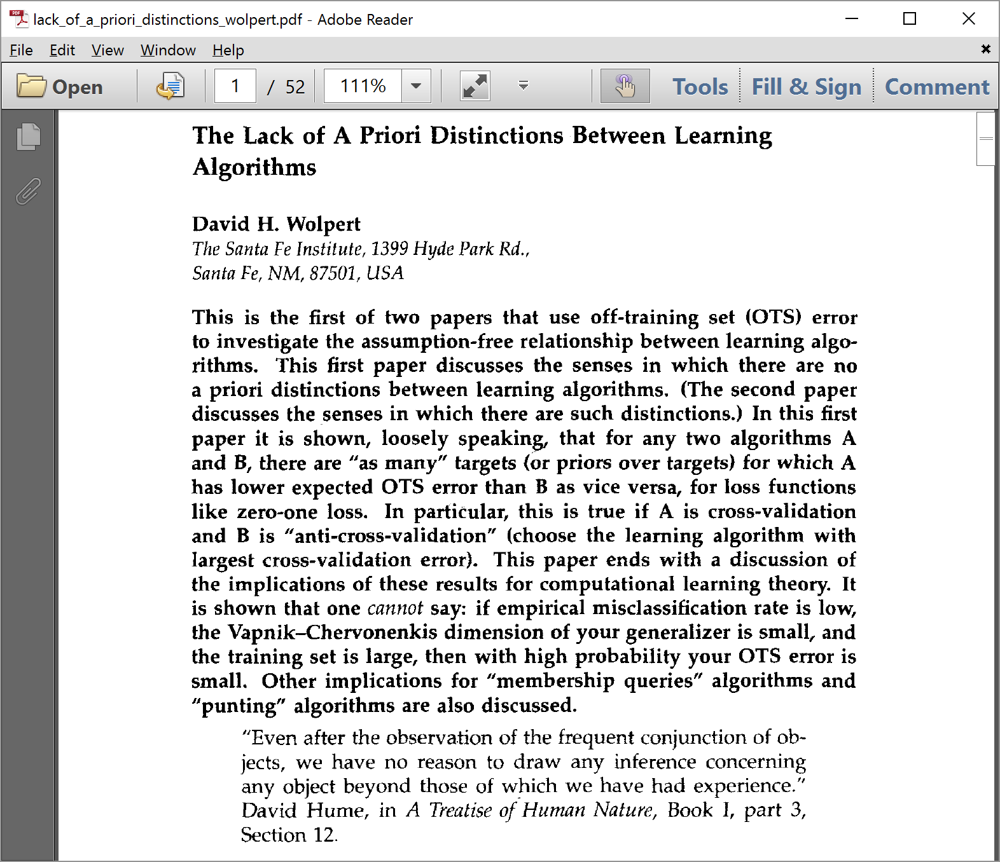 lack_of_a_priori_distinctions_wolpert.pdf - Adobe Reader
File Edit View Window Help
Open 1 / 52 111% Tools Fill & Sign Comment
The Lack of A Priori Distinctions Between Learning
Algorithms
David H. Wolpert
The Santa Fe Institute, 1399 Hyde Park Rd.,
Santa Fe, NM, 87501, USA
This is the first of two papers that use off-training set (OTS) error
to investigate the assumption-free relationship between learning algo-
rithms. This first paper discusses the senses in which there are no
a priori distinctions between learning algorithms. (The second paper
discusses the senses in which there are such distinctions.) In this first
paper it is shown, loosely speaking, that for any two algorithms A
and B, there are "as many" targets (or priors over targets) for which A
has lower expected OTS error than B as vice versa, for loss functions
like zero-one loss. In particular, this is true if A is cross-validation
and B is "anti-cross-validation" (choose the learning algorithm with
largest cross-validation error). This paper ends with a discussion of
the implications of these results for computational learning theory. It
is shown that one cannot say: if empirical misclassification rate is low,
the Vapnik–Chervonenkis dimension of your generalizer is small, and
the training set is large, then with high probability your OTS error is
small. Other implications for "membership queries" algorithms and
"punting" algorithms are also discussed.
"Even after the observation of the frequent conjunction of ob-
jects, we have no reason to draw any inference concerning
any object beyond those of which we have had experience."
David Hume, in A Treatise of Human Nature, Book I, part 3,
Section 12.